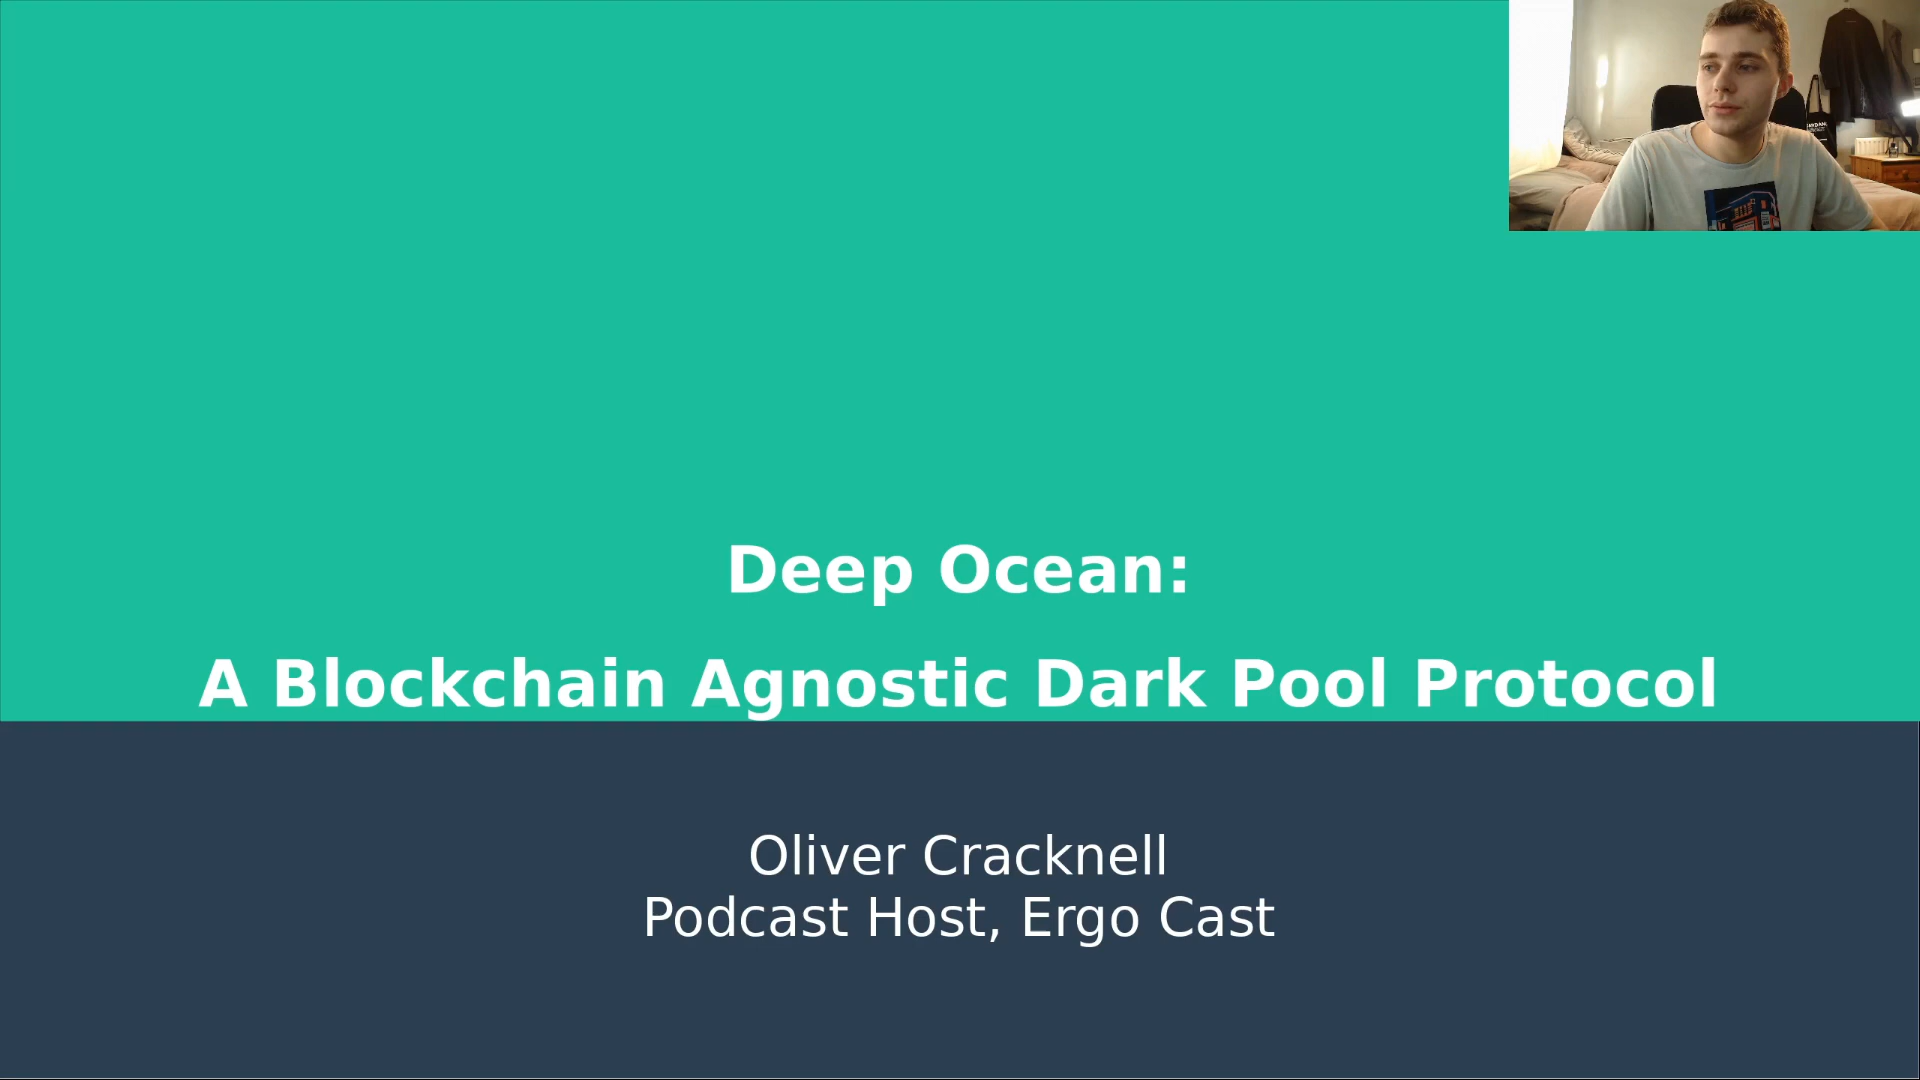 Deep Ocean:
A Blockchain Agnostic Dark Pool Protocol
Oliver Cracknell
Podcast Host, Ergo Cast